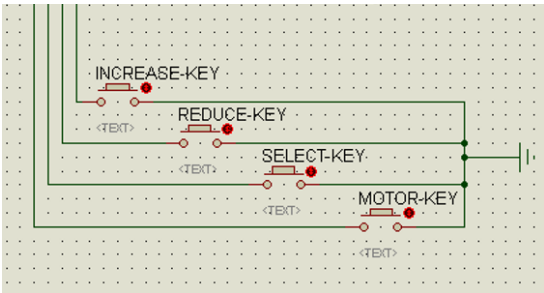 INCREASE-KEY
<TEXT>
REDUCE-KEY
<TEXT>
SELECT-KEY
<TEXT>
MOTOR-KEY
<TEXT>